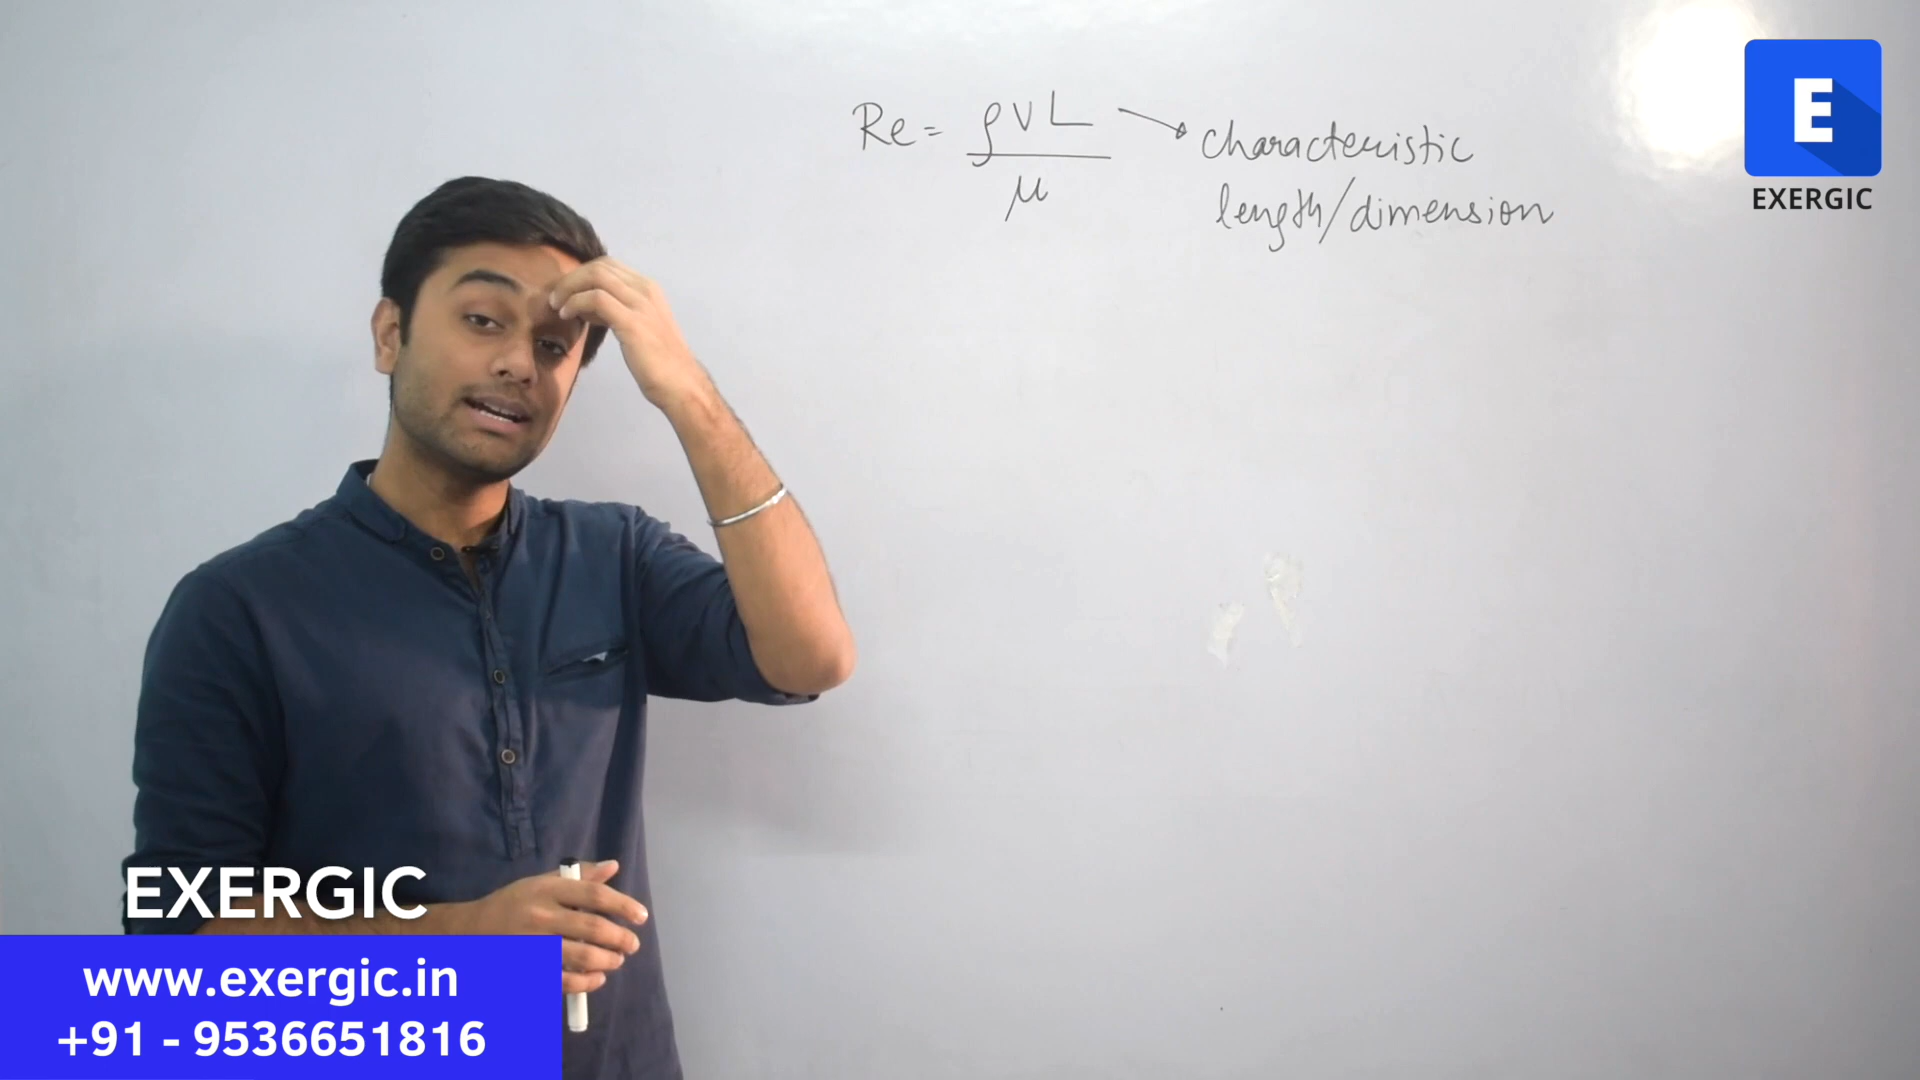 Re = ρVL
μ
characteristic
length/dimension
E
EXERGIC
EXERGIC
www.exergic.in
+91 - 9536651816